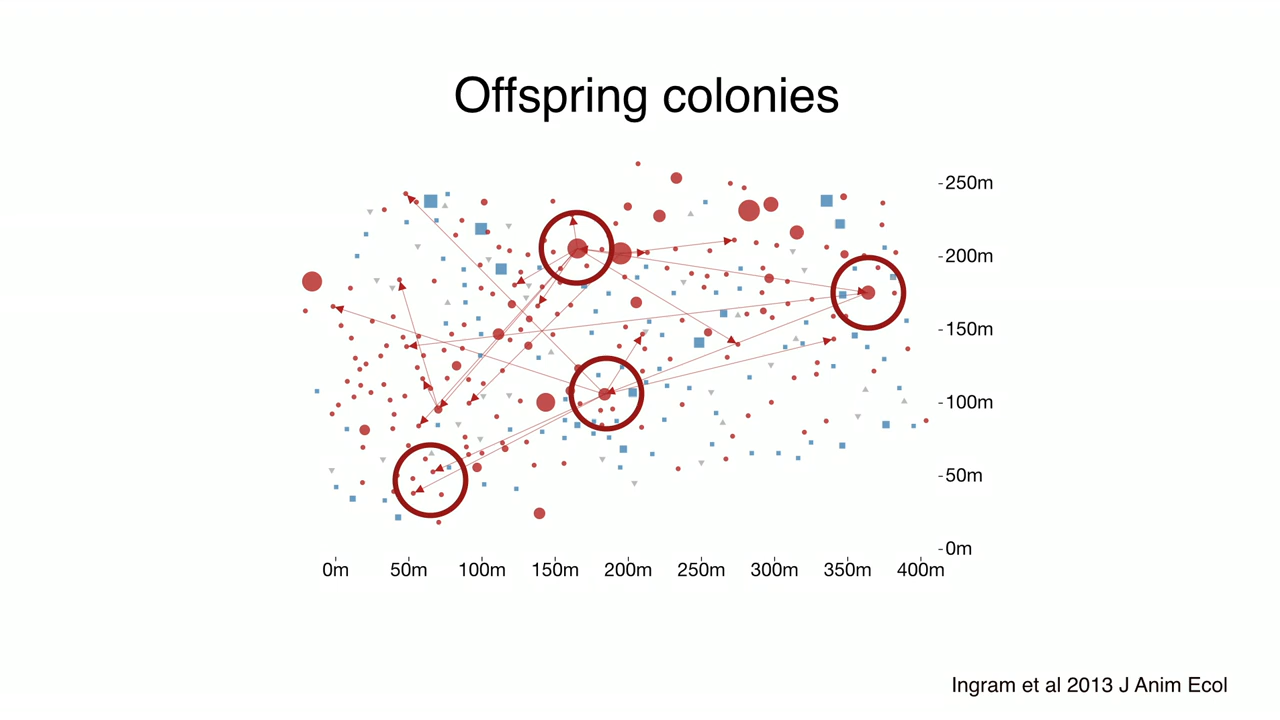 Offspring colonies
-250m
-200m
-150m
-100m
-50m
-0m
0m 50m 100m 150m 200m 250m 300m 350m 400m
Ingram et al 2013 J Anim Ecol